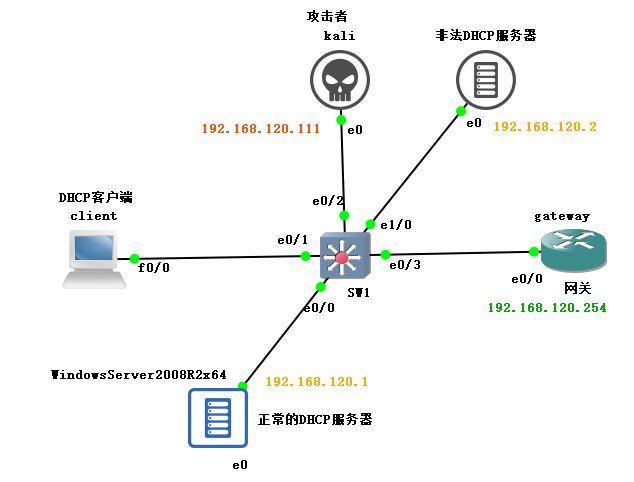 攻击者
kali
非法DHCP服务器
e0
e0
192.168.120.111
192.168.120.2
DHCP客户端
client
e0/2
e1/0
gateway
e0/1
f0/0
e0/3
e0/0
SW1
网关
e0/0
192.168.120.254
WindowsServer2008R2x64
192.168.120.1
正常的DHCP服务器
e0